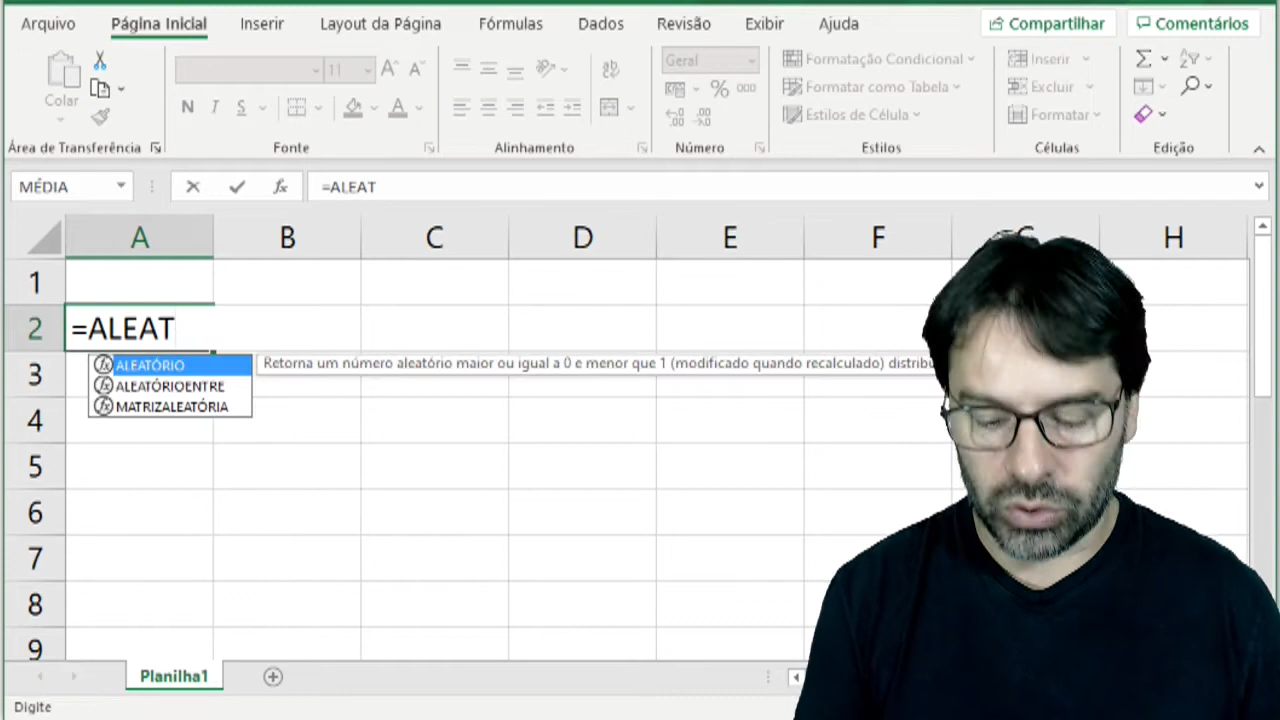 Arquivo Página Inicial Inserir Layout da Página Fórmulas Dados Revisão Exibir Ajuda Compartilhar Comentários
11 Geral Formatação Condicional Inserir
Colar N I S A % 000 Formatar como Tabela Excluir
Estilos de Célula Formatar
Área de Transferência Fonte Alinhamento Número Estilos Células Edição
MÉDIA fx =ALEAT
A B C D E F G H
1
2 =ALEAT
ALEATÓRIO Retorna um número aleatório maior ou igual a 0 e menor que 1 (modificado quando recalculado)
3
ALEATÓRIOENTRE
MATRIZALEATÓRIA
4
5
6
7
8
9
Planilha1
Digite